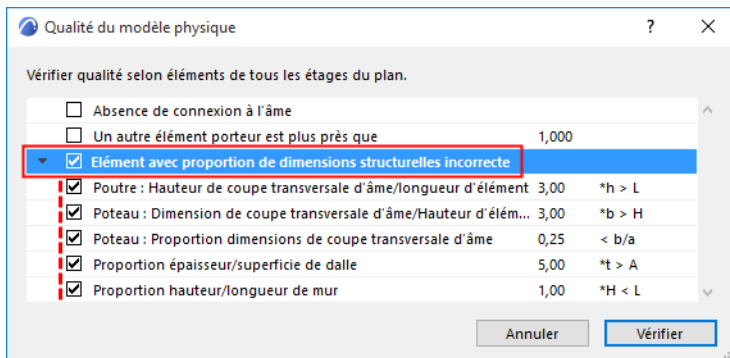 Qualité du modèle physique ?
Vérifier qualité selon éléments de tous les étages du plan.
Absence de connexion à l'âme
Un autre élément porteur est plus près que 1,000
Elément avec proportion de dimensions structurelles incorrecte
Poutre : Hauteur de coupe transversale d'âme/longueur d'élément 3,00 *h > L
Poteau : Dimension de coupe transversale d'âme/Hauteur d'élém... 3,00 *b > H
Poteau : Proportion dimensions de coupe transversale d'âme 0,25 < b/a
Proportion épaisseur/superficie de dalle 5,00 *t > A
Proportion hauteur/longueur de mur 1,00 *H < L
Annuler Vérifier